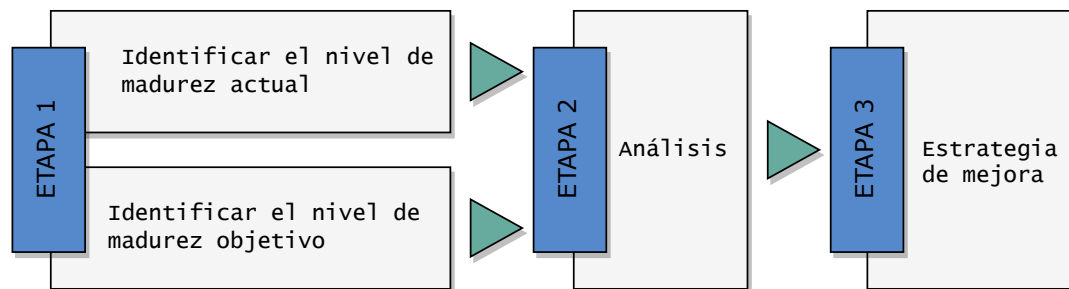 ETAPA 1
Identificar el nivel de
madurez actual
Identificar el nivel de
madurez objetivo
ETAPA 2
Análisis
ETAPA 3
Estrategia
de mejora